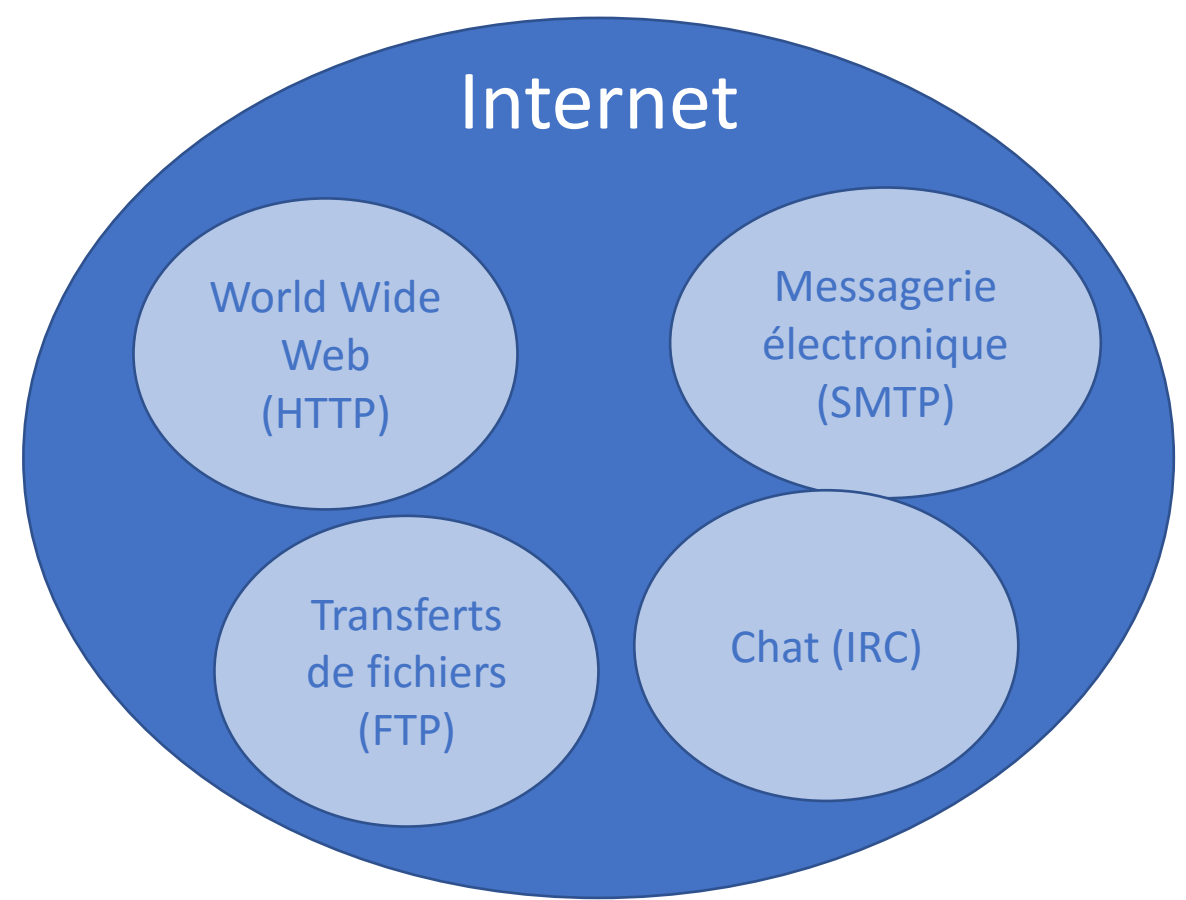 Internet
World Wide
Web
(HTTP)
Messagerie
électronique
(SMTP)
Transferts
de fichiers
(FTP)
Chat (IRC)